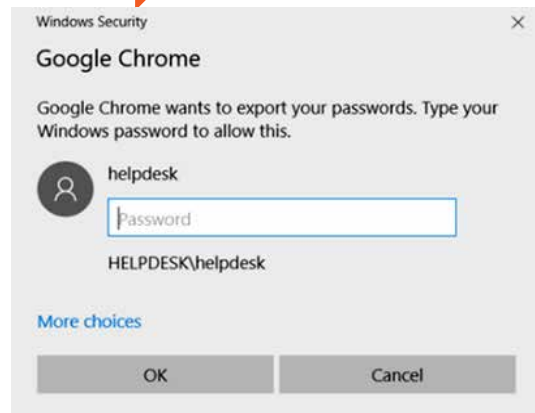 Windows Security
Google Chrome
Google Chrome wants to export your passwords. Type your
Windows password to allow this.
helpdesk
Password
HELPDESK\helpdesk
More choices
OK
Cancel